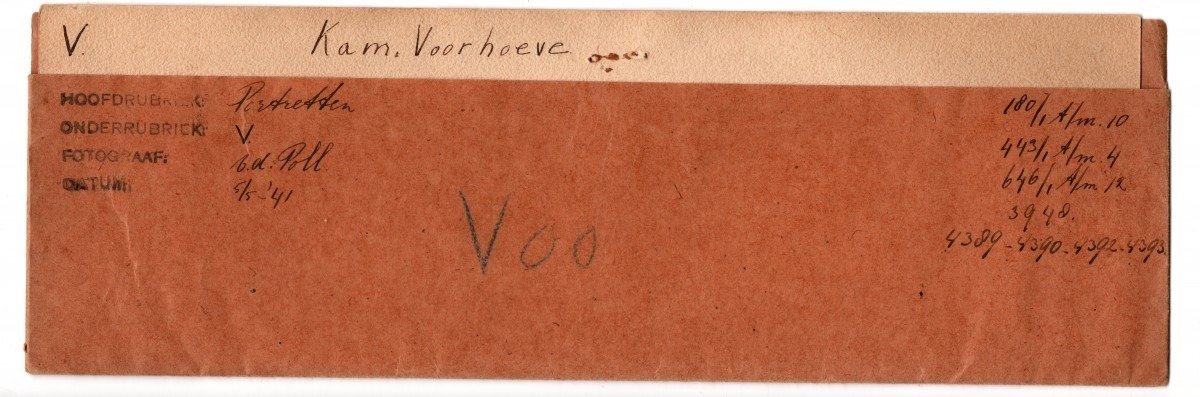 V. Kam. Voorhoeve
HOOFDRUBRIEK: Portretten
ONDERRUBRIEK: V.
FOTOGRAAF: v.d. Poll
DATUM: 5/5-'41
180/1 t/m. 10
443/1 t/m. 4
646/1 t/m 12
3948.
4389-4390-4392-4393.
Voo